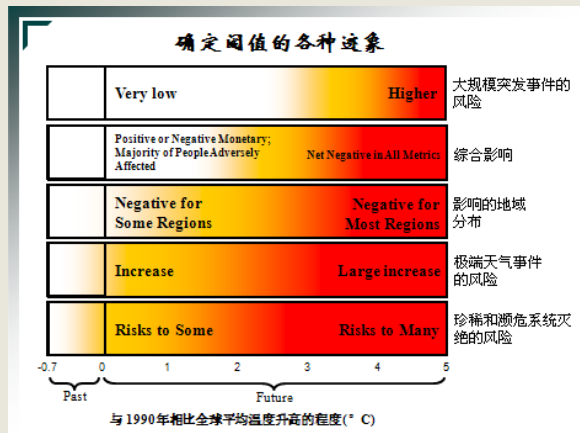 确定阈值的各种迹象
Very low
Higher
大规模突发事件的
风险
Positive or Negative Monetary;
Majority of People Adversely
Affected
Net Negative in All Metrics
综合影响
Negative for
Some Regions
Negative for
Most Regions
影响的地域
分布
Increase
Large increase
极端天气事件
的风险
Risks to Some
Risks to Many
珍稀和濒危系统灭
绝的风险
-0.7 0 1 2 3 4 5
Past Future
与1990年相比全球平均温度升高的程度(° C)